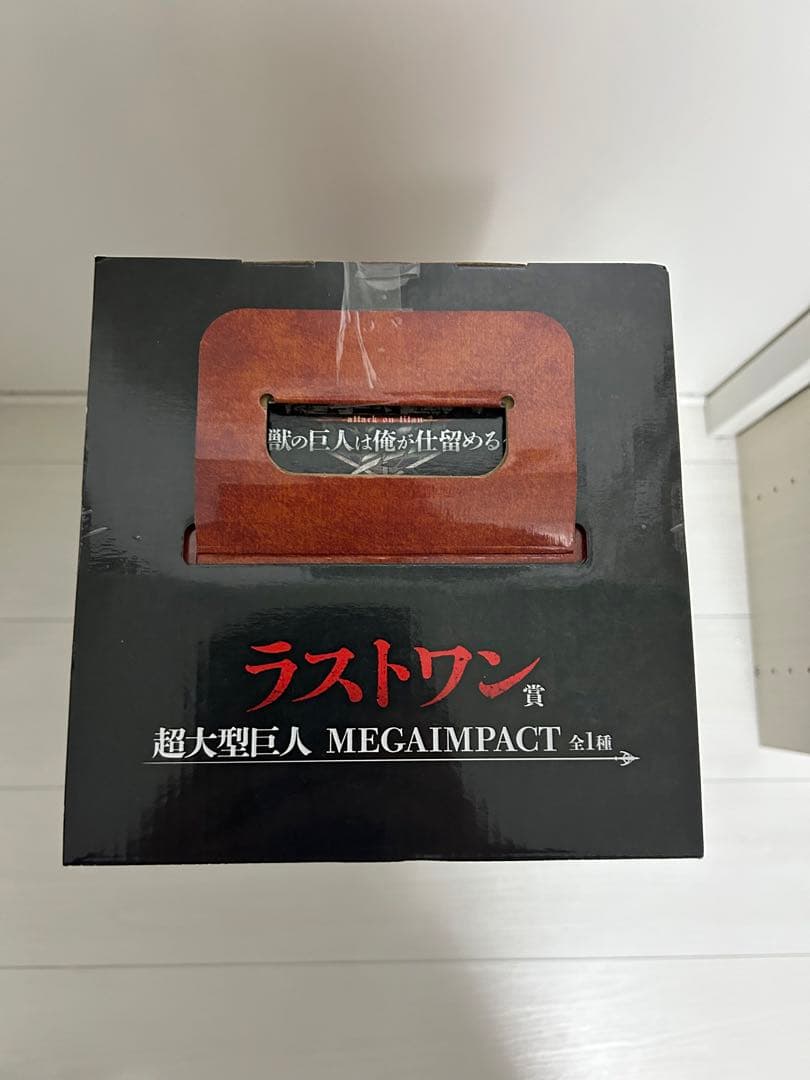 -attack on titan-
獣の巨人は俺が仕留める
ラストワン賞
超大型巨人 MEGAIMPACT 全1種